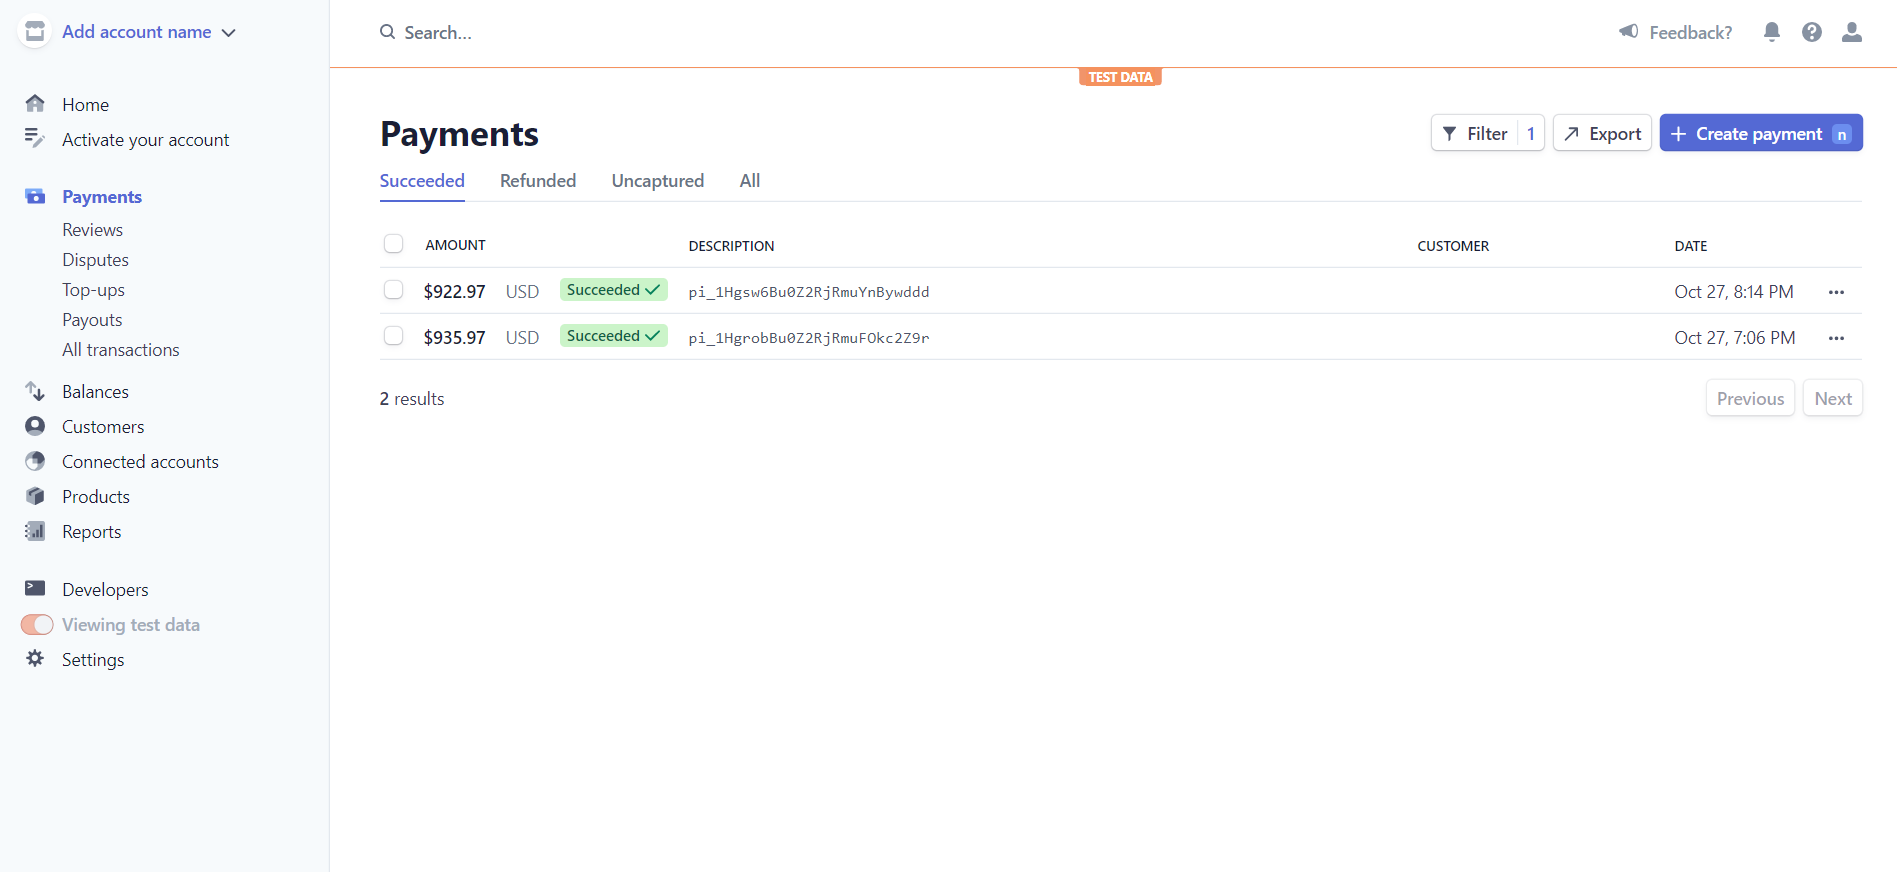 Add account name
Search...
Feedback?
TEST DATA
Home
Activate your account
Payments
Reviews
Disputes
Top-ups
Payouts
All transactions
Balances
Customers
Connected accounts
Products
Reports
Developers
Viewing test data
Settings
Payments
Filter 1
Export
+ Create payment n
Succeeded Refunded Uncaptured All
AMOUNT DESCRIPTION CUSTOMER DATE
$922.97 USD Succeeded pi_1Hgsw6Bu0Z2RjRmuYnBywddd Oct 27, 8:14 PM
$935.97 USD Succeeded pi_1HgrobBu0Z2RjRmuFOkc2Z9r Oct 27, 7:06 PM
2 results
Previous Next